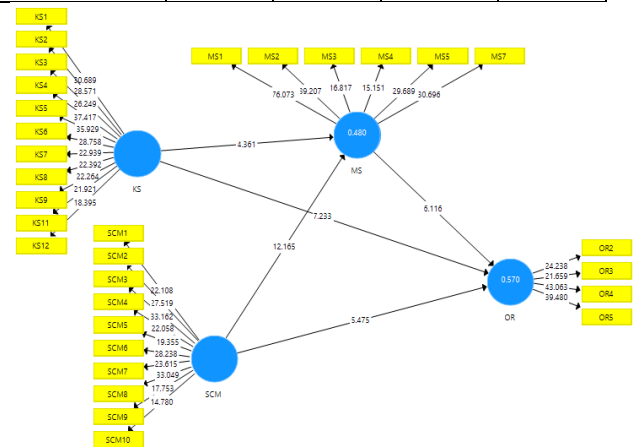 KS1
KS2
KS3
KS4
KS5
KS6
KS7
KS8
KS9
KS11
KS12
30.689
28.571
26.249
37.417
35.929
28.758
22.939
22.392
22.264
21.921
18.395
KS
MS1
MS2
MS3
MS4
MS5
MS7
76.073
39.207
16.817
15.151
29.689
30.696
0.480
MS
4.361
7.233
6.116
12.165
5.475
SCM1
SCM2
SCM3
SCM4
SCM5
SCM6
SCM7
SCM8
SCM9
SCM10
22.108
27.519
33.162
22.058
19.355
28.238
23.615
33.049
17.753
14.780
SCM
0.570
OR
24.238
21.659
43.063
39.480
OR2
OR3
OR4
OR5